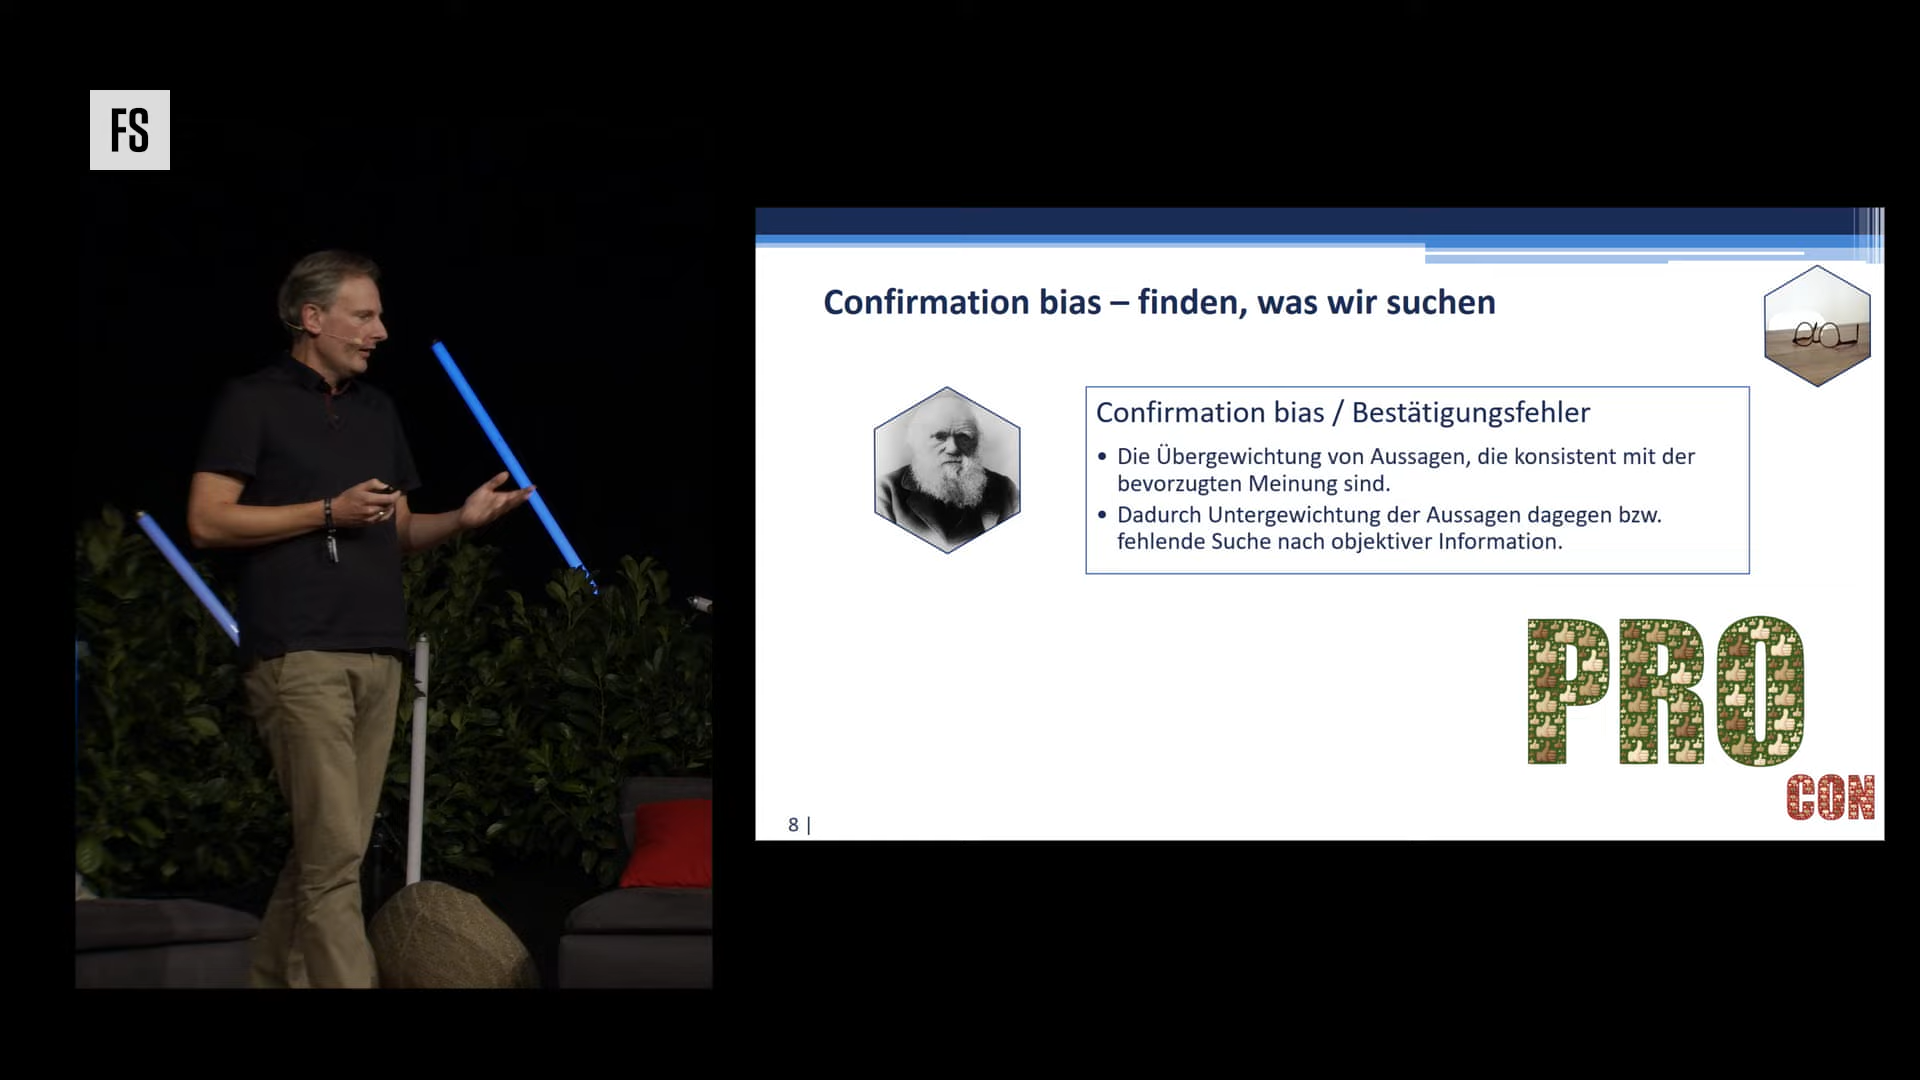 FS
Confirmation bias – finden, was wir suchen
Confirmation bias / Bestätigungsfehler
• Die Übergewichtung von Aussagen, die konsistent mit der
bevorzugten Meinung sind.
• Dadurch Untergewichtung der Aussagen dagegen bzw.
fehlende Suche nach objektiver Information.
PRO
CON
8 |